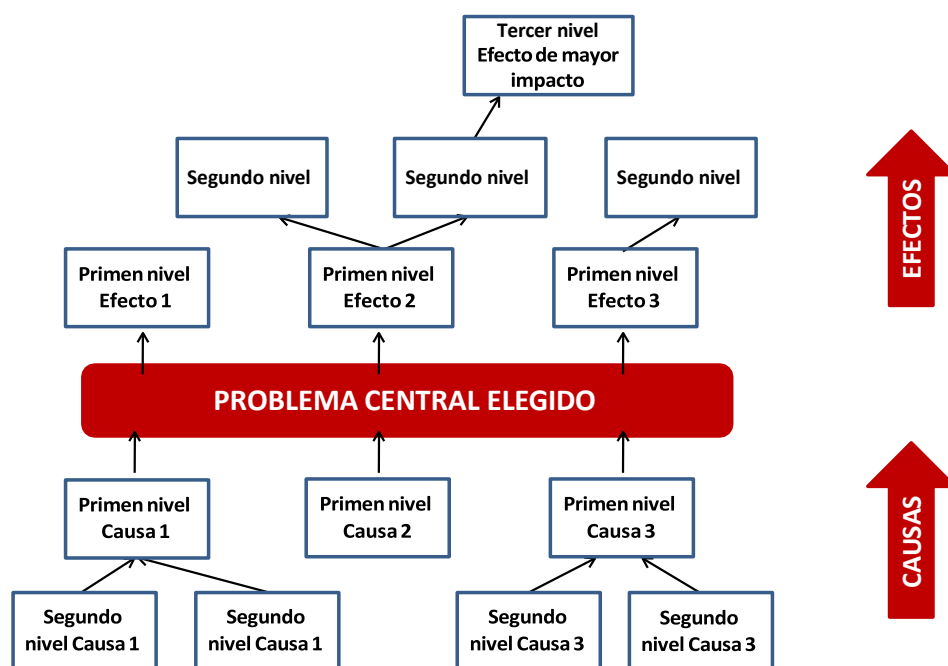 Tercer nivel
Efecto de mayor
impacto
Segundo nivel
Segundo nivel
Segundo nivel
Primen nivel
Efecto 1
Primen nivel
Efecto 2
Primen nivel
Efecto 3
EFECTOS
PROBLEMA CENTRAL ELEGIDO
Primen nivel
Causa 1
Primen nivel
Causa 2
Primen nivel
Causa 3
CAUSAS
Segundo
nivel Causa 1
Segundo
nivel Causa 1
Segundo
nivel Causa 3
Segundo
nivel Causa 3